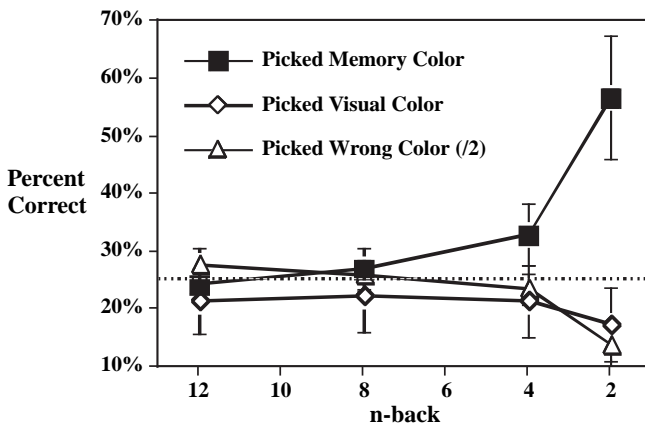 70%
60%
50%
40%
30%
20%
10%
Percent
Correct
Picked Memory Color
Picked Visual Color
Picked Wrong Color (/2)
12 10 8 6 4 2
n-back